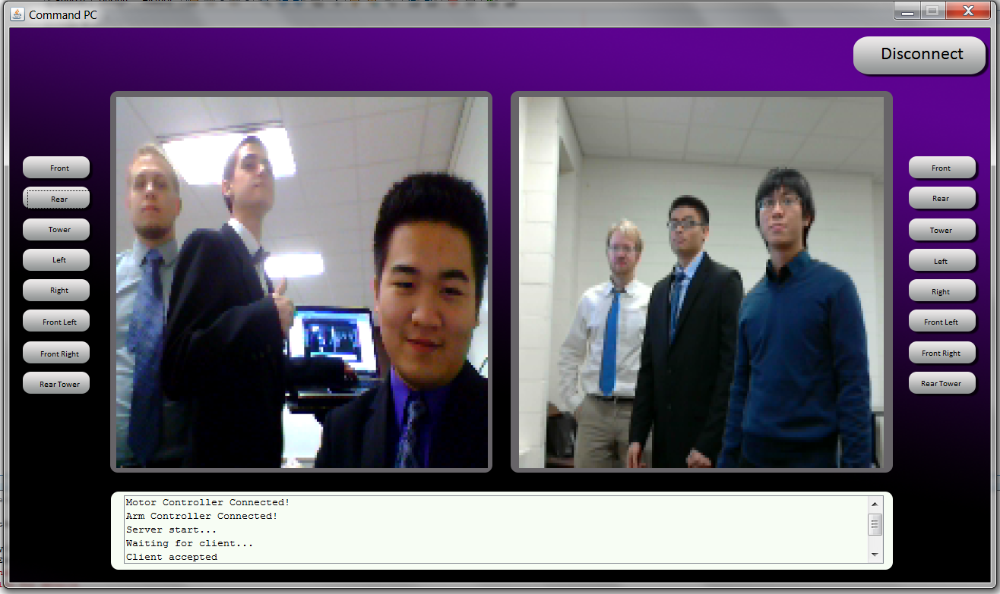 Command PC
Disconnect
Front
Rear
Tower
Left
Right
Front Left
Front Right
Rear Tower
Front
Rear
Tower
Left
Right
Front Left
Front Right
Rear Tower
Motor Controller Connected!
Arm Controller Connected!
Server start...
Waiting for client...
Client accepted